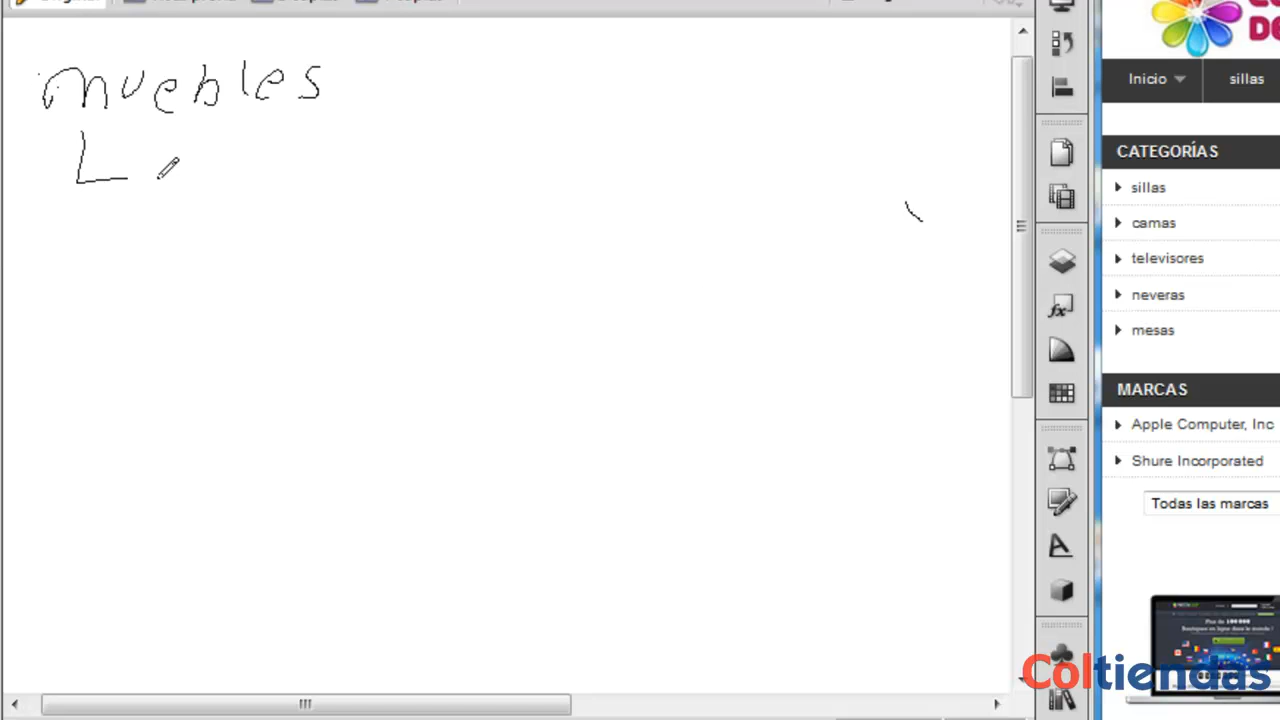 muebles
L
Inicio
sillas
CATEGORÍAS
sillas
camas
televisores
neveras
mesas
MARCAS
Apple Computer, Inc
Shure Incorporated
Todas las marcas
Coltiendas